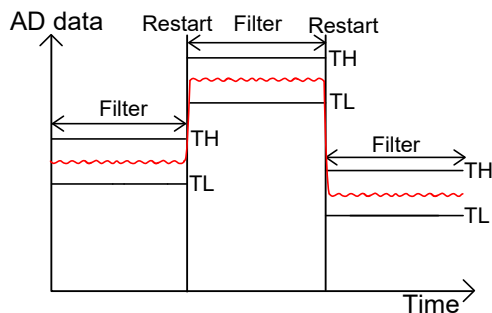 AD data
Restart
Filter
Restart
TH
TL
Filter
TH
TL
Filter
TH
TL
Time